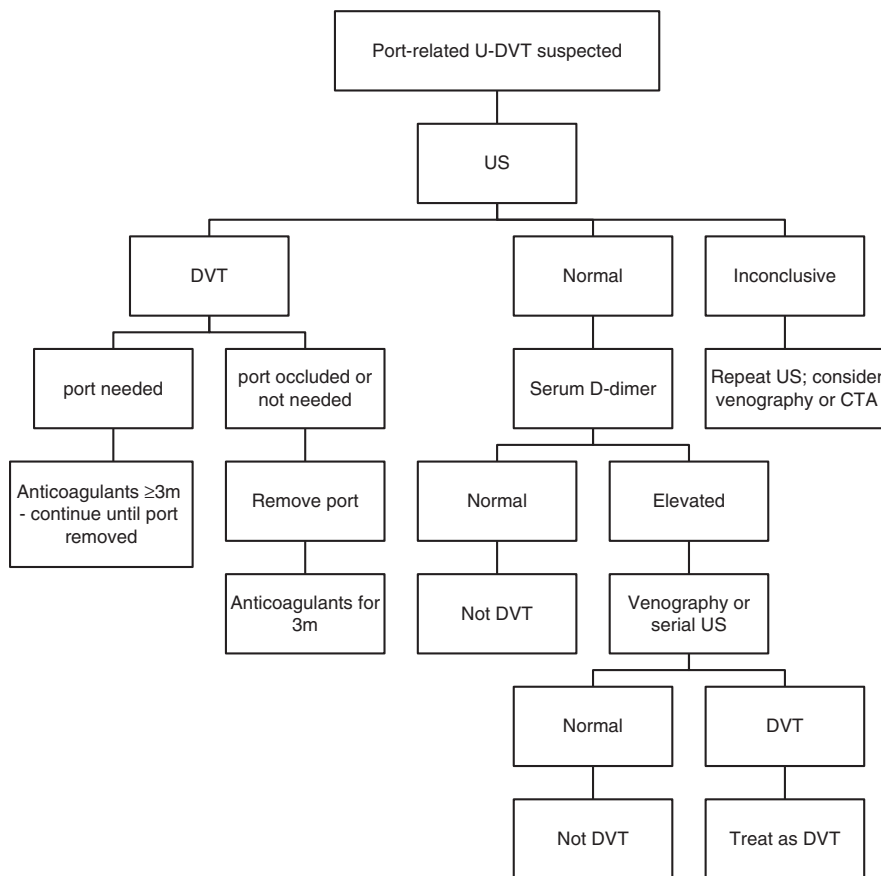 Port-related U-DVT suspected
US
DVT
Normal
Inconclusive
port needed
port occluded or
not needed
Serum D-dimer
Repeat US; consider
venography or CTA
Anticoagulants ≥3m
- continue until port
removed
Remove port
Normal
Elevated
Anticoagulants for
3m
Not DVT
Venography or
serial US
Normal
DVT
Not DVT
Treat as DVT